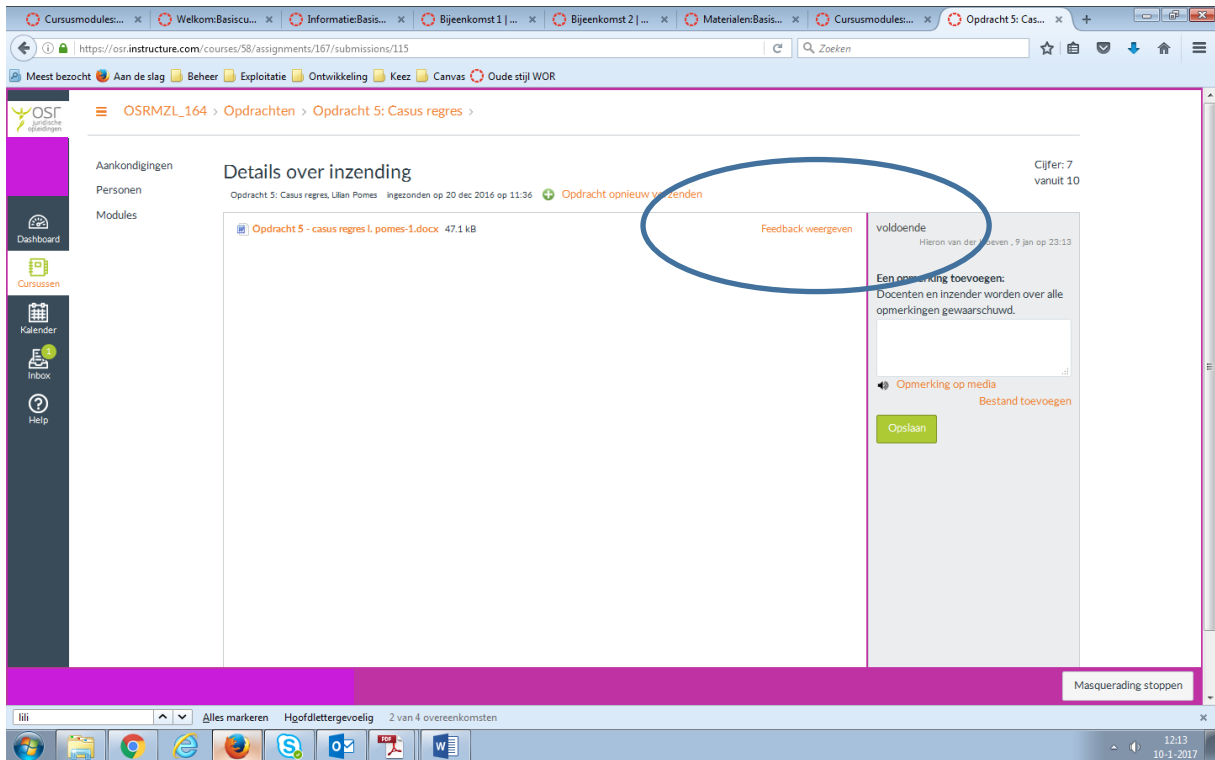 Cursusmodules:...
Welkom:Basiscu...
Informatie:Basis...
Bijeenkomst 1 | ...
Bijeenkomst 2 | ...
Materialen:Basis...
Cursusmodules:...
Opdracht 5: Cas...
https://osr.instructure.com/courses/58/assignments/167/submissions/115
Zoeken
Meest bezocht Aan de slag Beheer Exploitatie Ontwikkeling Keez Canvas Oude stijl WOR
OSR
juridische
opleidingen
OSRMZL_164 › Opdrachten › Opdracht 5: Casus regres ›
Aankondigingen
Personen
Modules
Dashboard
Cursussen
Kalender
1
Inbox
Help
Details over inzending
Opdracht 5: Casus regres, Lilian Pomes ingezonden op 20 dec 2016 op 11:36 Opdracht opnieuw verzenden
Cijfer: 7
vanuit 10
Opdracht 5 - casus regres l. pomes-1.docx 47.1 kB
Feedback weergeven
voldoende
Hieron van der Hoeven , 9 jan op 23:13
Een opmerking toevoegen:
Docenten en inzender worden over alle
opmerkingen gewaarschuwd.
Opmerking op media
Bestand toevoegen
Opslaan
Masquerading stoppen
lili
Alles markeren Hoofdlettergevoelig 2 van 4 overeenkomsten
12:13
10-1-2017